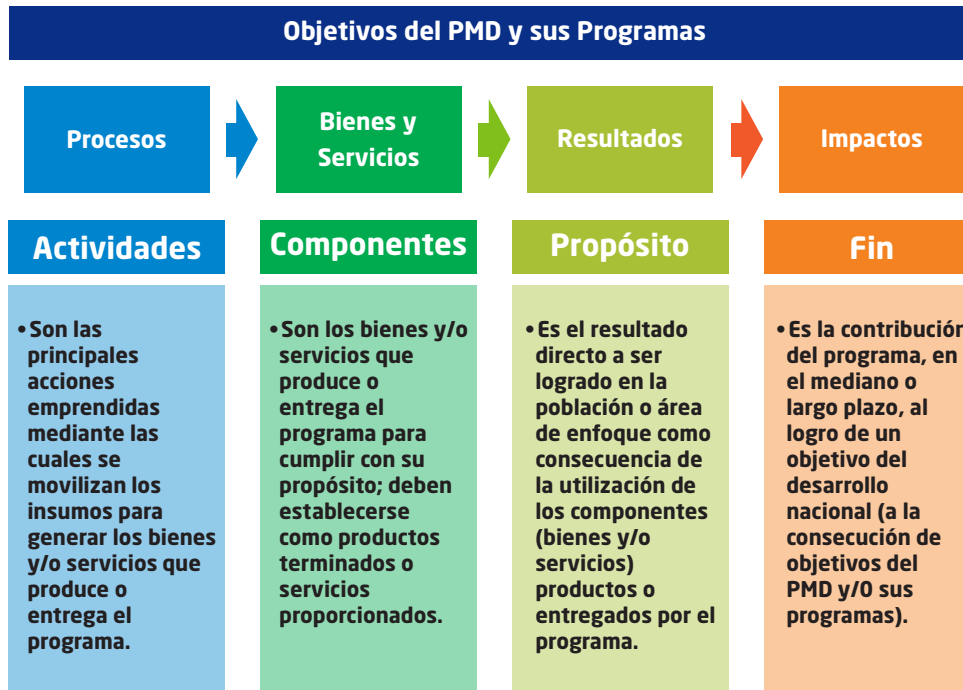 Objetivos del PMD y sus Programas
Procesos
Bienes y
Servicios
Resultados
Impactos
Actividades
• Son las
principales
acciones
emprendidas
mediante las
cuales se
movilizan los
insumos para
generar los bienes
y/o servicios que
produce o
entrega el
programa.
Componentes
• Son los bienes y/o
servicios que
produce o
entrega el
programa para
cumplir con su
propósito; deben
establecerse
como productos
terminados o
servicios
proporcionados.
Propósito
• Es el resultado
directo a ser
logrado en la
población o área
de enfoque como
consecuencia de
la utilización de
los componentes
(bienes y/o
servicios)
productos o
entregados por el
programa.
Fin
• Es la contribución
del programa, en
el mediano o
largo plazo, al
logro de un
objetivo del
desarrollo
nacional (a la
consecución de
objetivos del
PMD y/0 sus
programas).